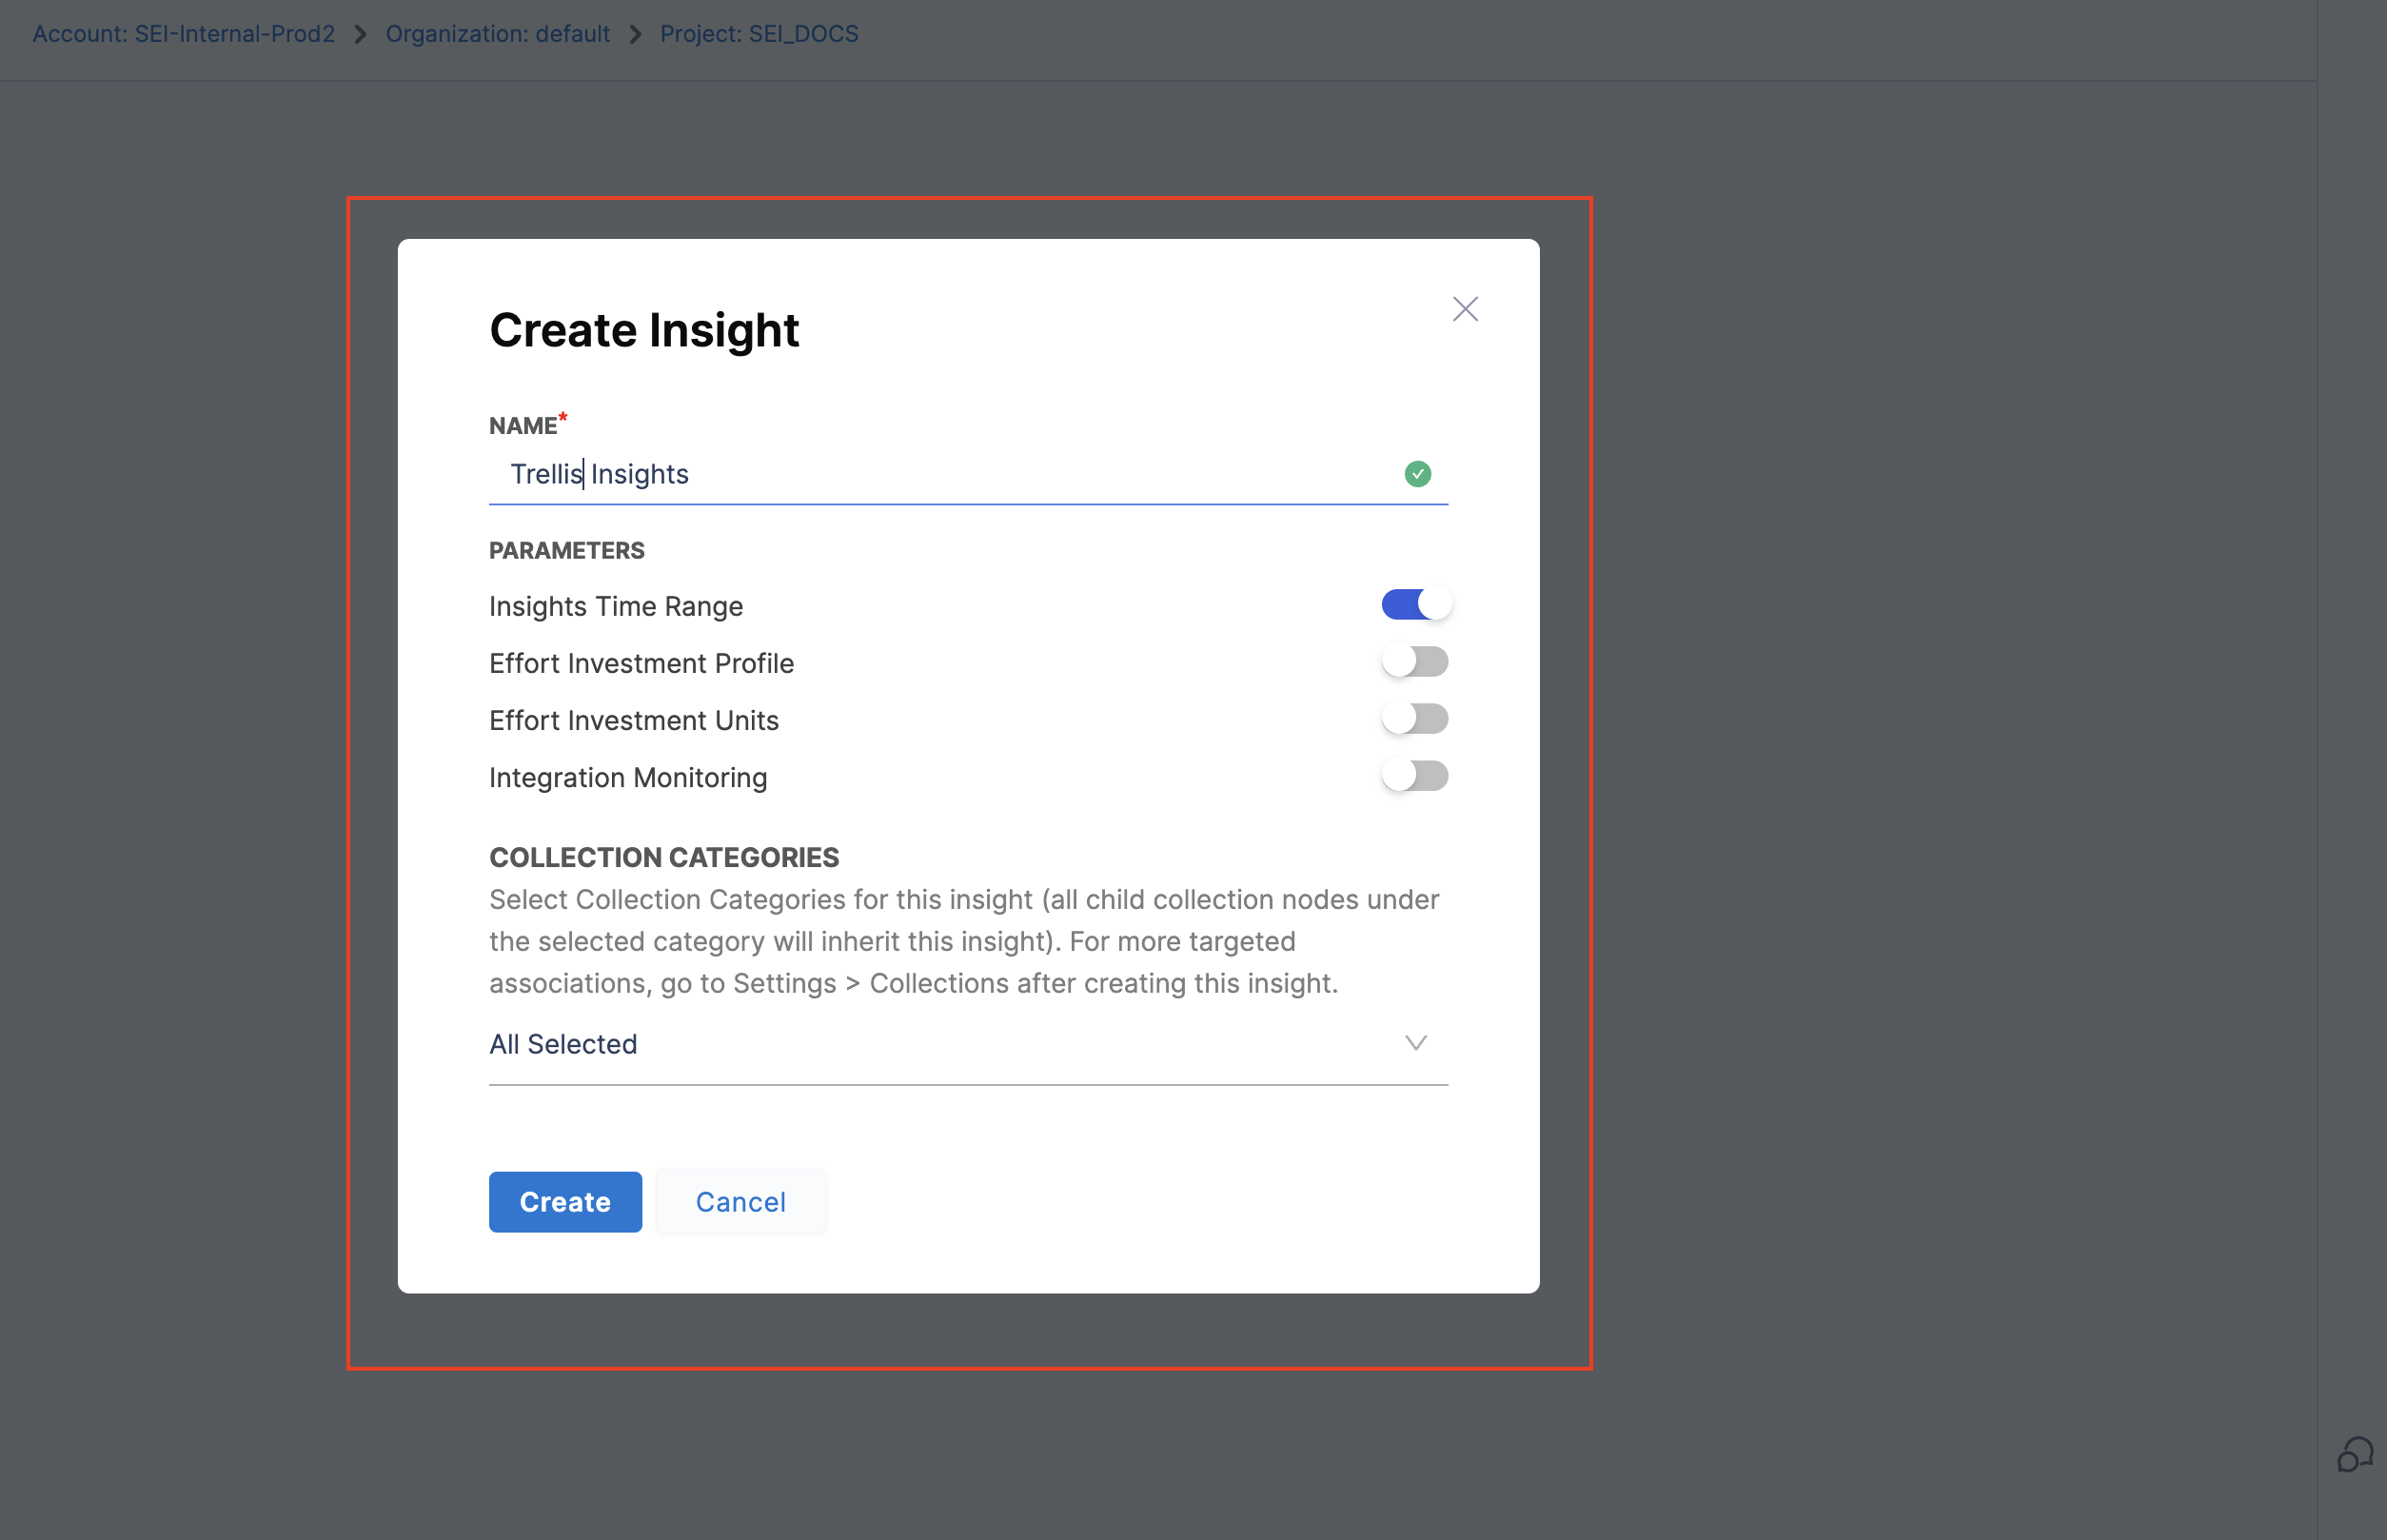 Account: SEI-Internal-Prod2 > Organization: default > Project: SEI_DOCS
Create Insight
NAME*
Trellis Insights
PARAMETERS
Insights Time Range
Effort Investment Profile
Effort Investment Units
Integration Monitoring
COLLECTION CATEGORIES
Select Collection Categories for this insight (all child collection nodes under
the selected category will inherit this insight). For more targeted
associations, go to Settings > Collections after creating this insight.
All Selected
Create Cancel